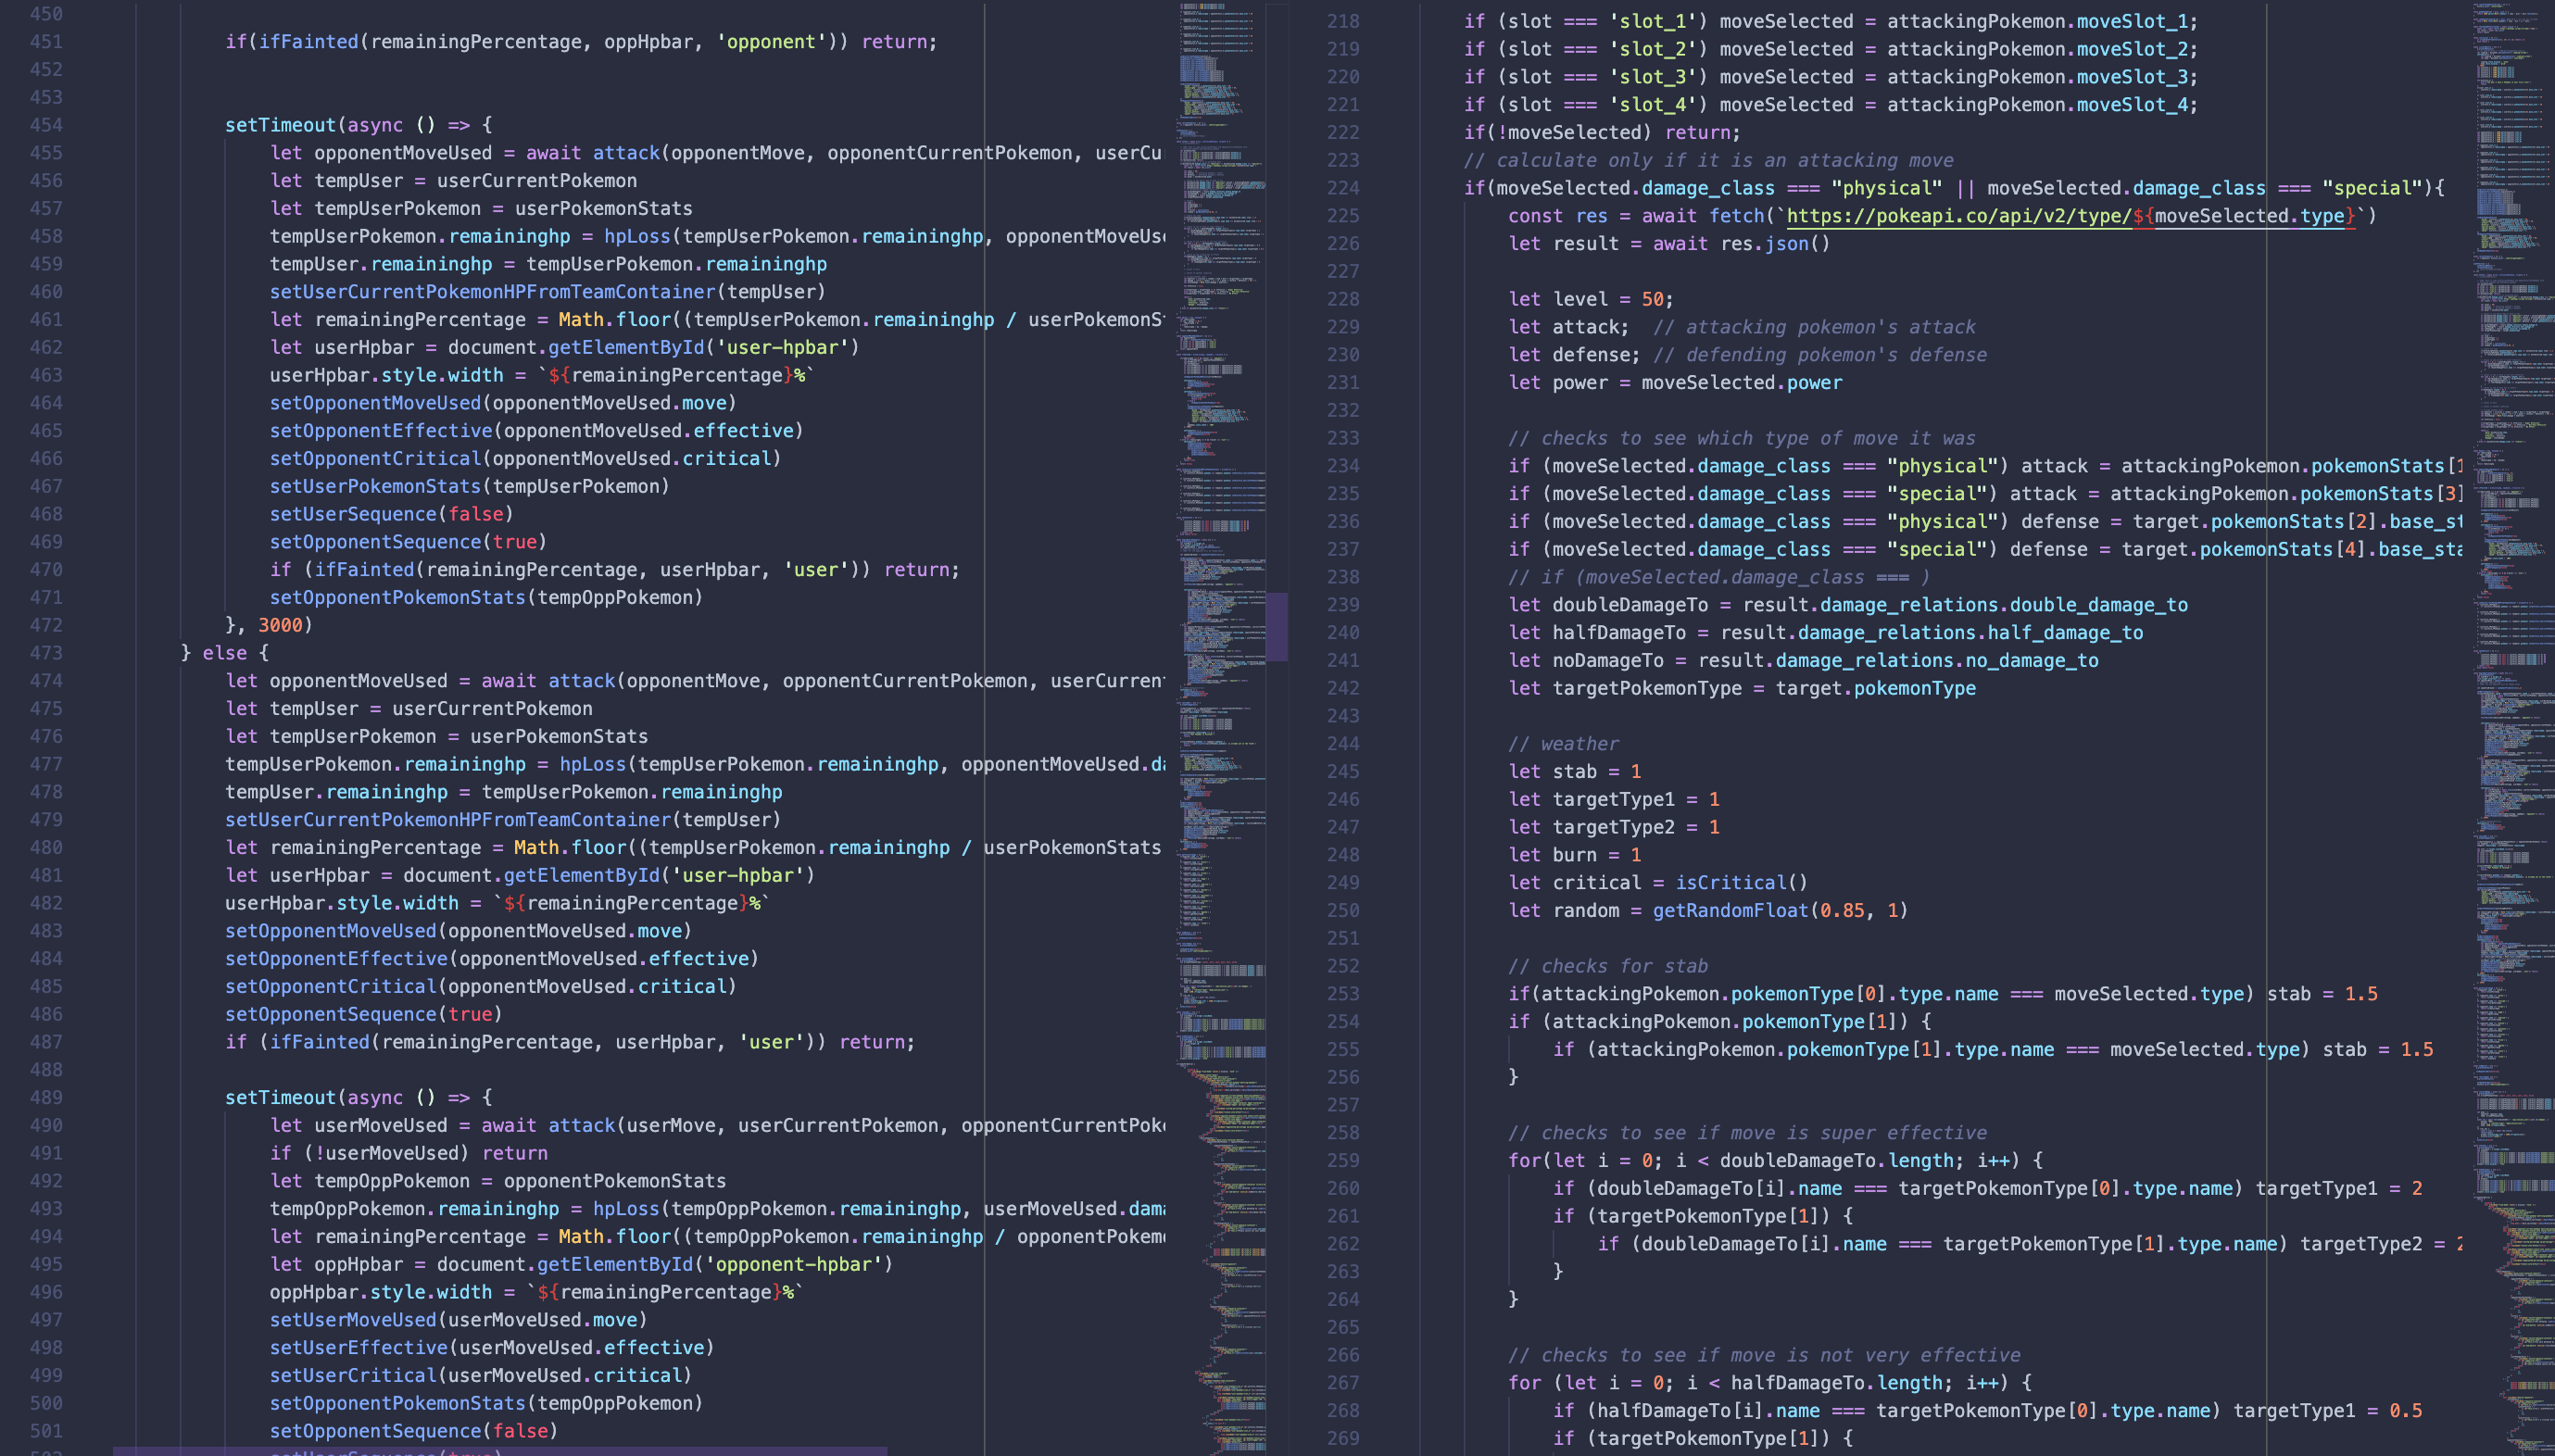 450
451 if(ifFainted(remainingPercentage, oppHpbar, 'opponent')) return;
452
453
454 setTimeout(async () => {
455 let opponentMoveUsed = await attack(opponentMove, opponentCurrentPokemon, userCu
456 let tempUser = userCurrentPokemon
457 let tempUserPokemon = userPokemonStats
458 tempUserPokemon.remaininghp = hpLoss(tempUserPokemon.remaininghp, opponentMoveUse
459 tempUser.remaininghp = tempUserPokemon.remaininghp
460 setUserCurrentPokemonHPFromTeamContainer(tempUser)
461 let remainingPercentage = Math.floor((tempUserPokemon.remaininghp / userPokemonS
462 let userHpbar = document.getElementById('user-hpbar')
463 userHpbar.style.width = `${remainingPercentage}%`
464 setOpponentMoveUsed(opponentMoveUsed.move)
465 setOpponentEffective(opponentMoveUsed.effective)
466 setOpponentCritical(opponentMoveUsed.critical)
467 setUserPokemonStats(tempUserPokemon)
468 setUserSequence(false)
469 setOpponentSequence(true)
470 if (ifFainted(remainingPercentage, userHpbar, 'user')) return;
471 setOpponentPokemonStats(tempOppPokemon)
472 }, 3000)
473 } else {
474 let opponentMoveUsed = await attack(opponentMove, opponentCurrentPokemon, userCurrent
475 let tempUser = userCurrentPokemon
476 let tempUserPokemon = userPokemonStats
477 tempUserPokemon.remaininghp = hpLoss(tempUserPokemon.remaininghp, opponentMoveUsed.da
478 tempUser.remaininghp = tempUserPokemon.remaininghp
479 setUserCurrentPokemonHPFromTeamContainer(tempUser)
480 let remainingPercentage = Math.floor((tempUserPokemon.remaininghp / userPokemonStats
481 let userHpbar = document.getElementById('user-hpbar')
482 userHpbar.style.width = `${remainingPercentage}%`
483 setOpponentMoveUsed(opponentMoveUsed.move)
484 setOpponentEffective(opponentMoveUsed.effective)
485 setOpponentCritical(opponentMoveUsed.critical)
486 setOpponentSequence(true)
487 if (ifFainted(remainingPercentage, userHpbar, 'user')) return;
488
489 setTimeout(async () => {
490 let userMoveUsed = await attack(userMove, userCurrentPokemon, opponentCurrentPok
491 if (!userMoveUsed) return
492 let tempOppPokemon = opponentPokemonStats
493 tempOppPokemon.remaininghp = hpLoss(tempOppPokemon.remaininghp, userMoveUsed.dama
494 let remainingPercentage = Math.floor((tempOppPokemon.remaininghp / opponentPokem
495 let oppHpbar = document.getElementById('opponent-hpbar')
496 oppHpbar.style.width = `${remainingPercentage}%`
497 setUserMoveUsed(userMoveUsed.move)
498 setUserEffective(userMoveUsed.effective)
499 setUserCritical(userMoveUsed.critical)
500 setOpponentPokemonStats(tempOppPokemon)
501 setOpponentSequence(false)
218 if (slot === 'slot_1') moveSelected = attackingPokemon.moveSlot_1;
219 if (slot === 'slot_2') moveSelected = attackingPokemon.moveSlot_2;
220 if (slot === 'slot_3') moveSelected = attackingPokemon.moveSlot_3;
221 if (slot === 'slot_4') moveSelected = attackingPokemon.moveSlot_4;
222 if(!moveSelected) return;
223 // calculate only if it is an attacking move
224 if(moveSelected.damage_class === "physical" || moveSelected.damage_class === "special"){
225 const res = await fetch(`https://pokeapi.co/api/v2/type/${moveSelected.type}`)
226 let result = await res.json()
227
228 let level = 50;
229 let attack; // attacking pokemon's attack
230 let defense; // defending pokemon's defense
231 let power = moveSelected.power
232
233 // checks to see which type of move it was
234 if (moveSelected.damage_class === "physical") attack = attackingPokemon.pokemonStats[1
235 if (moveSelected.damage_class === "special") attack = attackingPokemon.pokemonStats[3]
236 if (moveSelected.damage_class === "physical") defense = target.pokemonStats[2].base_st
237 if (moveSelected.damage_class === "special") defense = target.pokemonStats[4].base_sta
238 // if (moveSelected.damage_class === )
239 let doubleDamageTo = result.damage_relations.double_damage_to
240 let halfDamageTo = result.damage_relations.half_damage_to
241 let noDamageTo = result.damage_relations.no_damage_to
242 let targetPokemonType = target.pokemonType
243
244 // weather
245 let stab = 1
246 let targetType1 = 1
247 let targetType2 = 1
248 let burn = 1
249 let critical = isCritical()
250 let random = getRandomFloat(0.85, 1)
251
252 // checks for stab
253 if(attackingPokemon.pokemonType[0].type.name === moveSelected.type) stab = 1.5
254 if (attackingPokemon.pokemonType[1]) {
255 if (attackingPokemon.pokemonType[1].type.name === moveSelected.type) stab = 1.5
256 }
257
258 // checks to see if move is super effective
259 for(let i = 0; i < doubleDamageTo.length; i++) {
260 if (doubleDamageTo[i].name === targetPokemonType[0].type.name) targetType1 = 2
261 if (targetPokemonType[1]) {
262 if (doubleDamageTo[i].name === targetPokemonType[1].type.name) targetType2 = 2
263 }
264 }
265
266 // checks to see if move is not very effective
267 for (let i = 0; i < halfDamageTo.length; i++) {
268 if (halfDamageTo[i].name === targetPokemonType[0].type.name) targetType1 = 0.5
269 if (targetPokemonType[1]) {